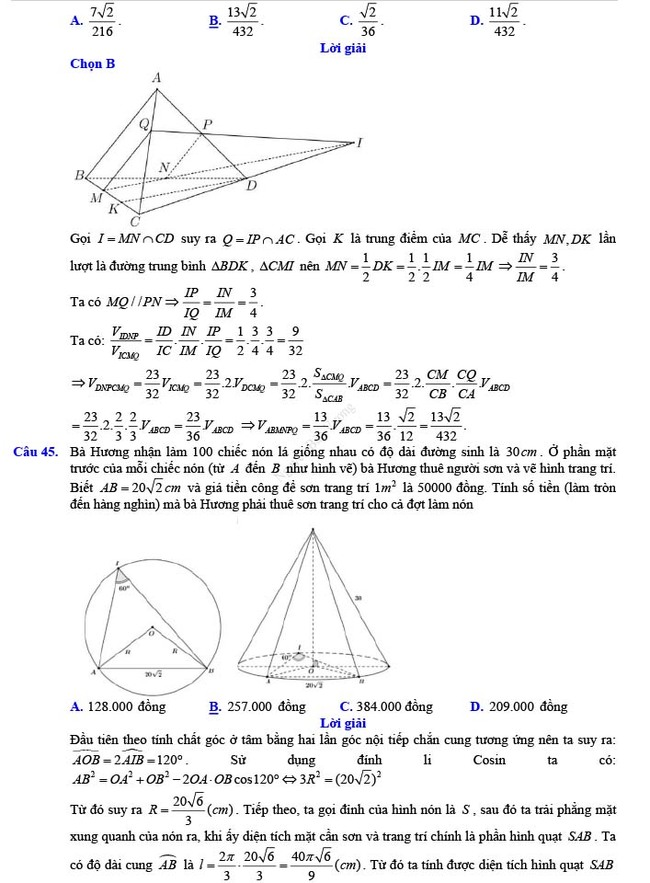 A. 7√2/216. B. 13√2/432. C. √2/36. D. 11√2/432.
Lời giải
Chọn B
A
Q
P
I
N
B
D
M
K
C
Gọi I = MN ∩ CD suy ra Q = IP ∩ AC. Gọi K là trung điểm của MC. Dễ thấy MN, DK lần
lượt là đường trung bình ΔBDK, ΔCMI nên MN = 1/2 DK = 1/2 . 1/2 IM = 1/4 IM ⇒ IN/IM = 3/4.
Ta có MQ // PN ⇒ IP/IQ = IN/IM = 3/4.
Ta có: V_IDNP/V_ICMQ = ID/IC . IN/IM . IP/IQ = 1/2 . 3/4 . 3/4 = 9/32
⇒ V_DNPCMQ = 23/32 V_ICMQ = 23/32 .2.V_DCMQ = 23/32 .2. S_ΔCMQ/S_ΔCAB .V_ABCD = 23/32 .2. CM/CB . CQ/CA .V_ABCD
= 23/32 .2. 2/3 . 2/3 .V_ABCD = 23/36 .V_ABCD ⇒ V_ABMNPQ = 13/36 .V_ABCD = 13/36 . √2/12 = 13√2/432.
Câu 45. Bà Hương nhận làm 100 chiếc nón lá giống nhau có độ dài đường sinh là 30cm. Ở phần mặt
trước của mỗi chiếc nón (từ A đến B như hình vẽ) bà Hương thuê người sơn và vẽ hình trang trí.
Biết AB = 20√2 cm và giá tiền công để sơn trang trí 1m² là 50000 đồng. Tính số tiền (làm tròn
đến hàng nghìn) mà bà Hương phải thuê sơn trang trí cho cả đợt làm nón
I
60°
O
R R
A B
20√2
30
I
60°
O
A B
20√2
A. 128.000 đồng B. 257.000 đồng C. 384.000 đồng D. 209.000 đồng
Lời giải
Đầu tiên theo tính chất góc ở tâm bằng hai lần góc nội tiếp chắn cung tương ứng nên ta suy ra:
AOB = 2AIB = 120°. Sử dụng đính lí Cosin ta có:
AB² = OA² + OB² − 2OA·OB cos120° ⇔ 3R² = (20√2)²
Từ đó suy ra R = 20√6/3 (cm). Tiếp theo, ta gọi đỉnh của hình nón là S, sau đó ta trải phẳng mặt
xung quanh của nón ra, khi ấy diện tích mặt cần sơn và trang trí chính là phần hình quạt SAB. Ta
có độ dài cung AB là l = 2π/3 · 20√6/3 = 40π√6/9 (cm). Từ đó ta tính được diện tích hình quạt SAB